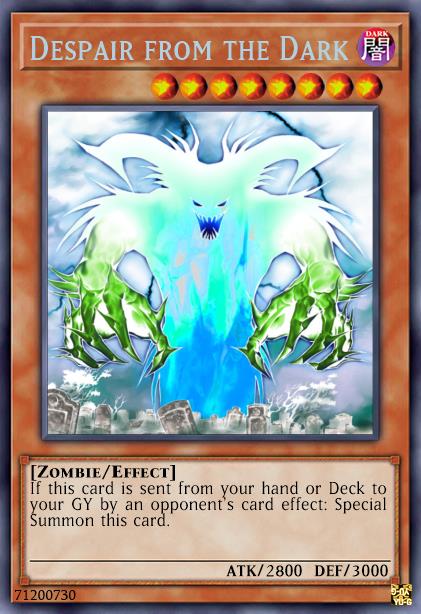 Despair from the Dark
DARK
闇
[Zombie/Effect]
If this card is sent from your hand or Deck to
your GY by an opponent's card effect: Special
Summon this card.
ATK/2800 DEF/3000
71200730